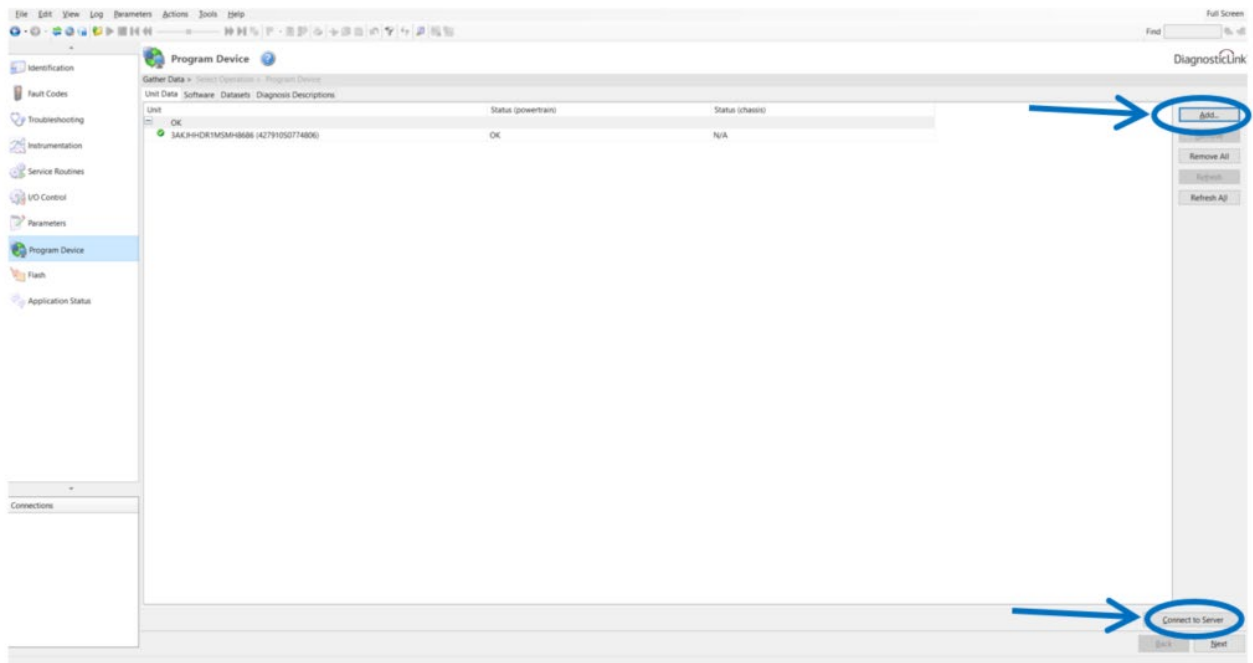 File Edit View Log Parameters Actions Tools Help
Full Screen
Find
Identification
Fault Codes
Troubleshooting
Instrumentation
Service Routines
I/O Control
Parameters
Program Device
Flash
Application Status
Connections
Program Device
DiagnosticLink
Gather Data » Select Operation » Program Device
Unit Data Software Datasets Diagnosis Descriptions
Unit Status (powertrain) Status (chassis)
OK
3AKJHHDR1MSMH8686 (42791050774806) OK N/A
Add...
Remove All
Refresh
Refresh All
Connect to Server
Back Next